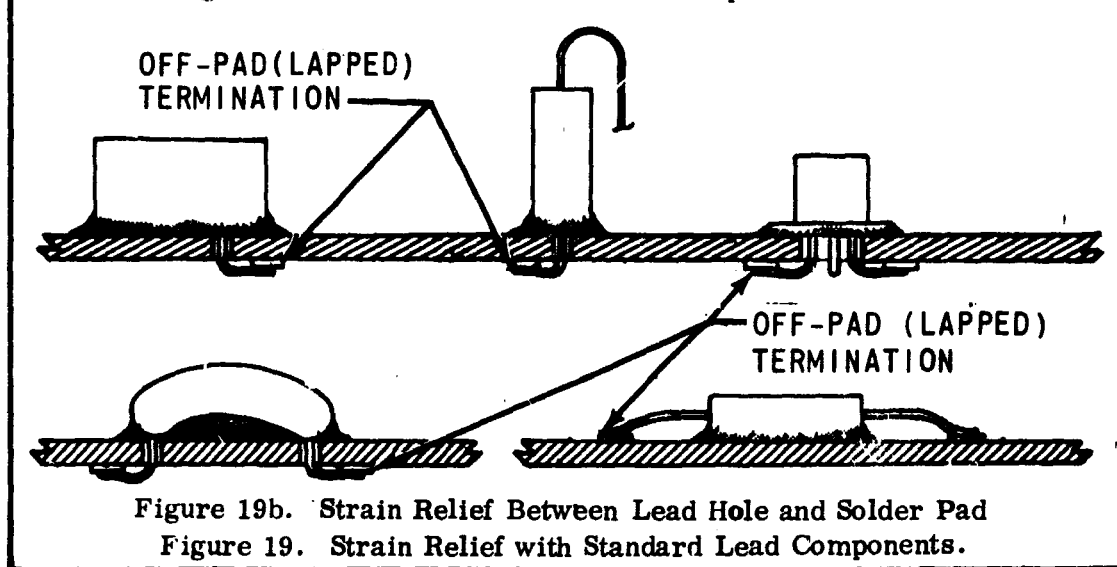 OFF-PAD(LAPPED)
TERMINATION
OFF-PAD (LAPPED)
TERMINATION
Figure 19b. Strain Relief Between Lead Hole and Solder Pad
Figure 19. Strain Relief with Standard Lead Components.